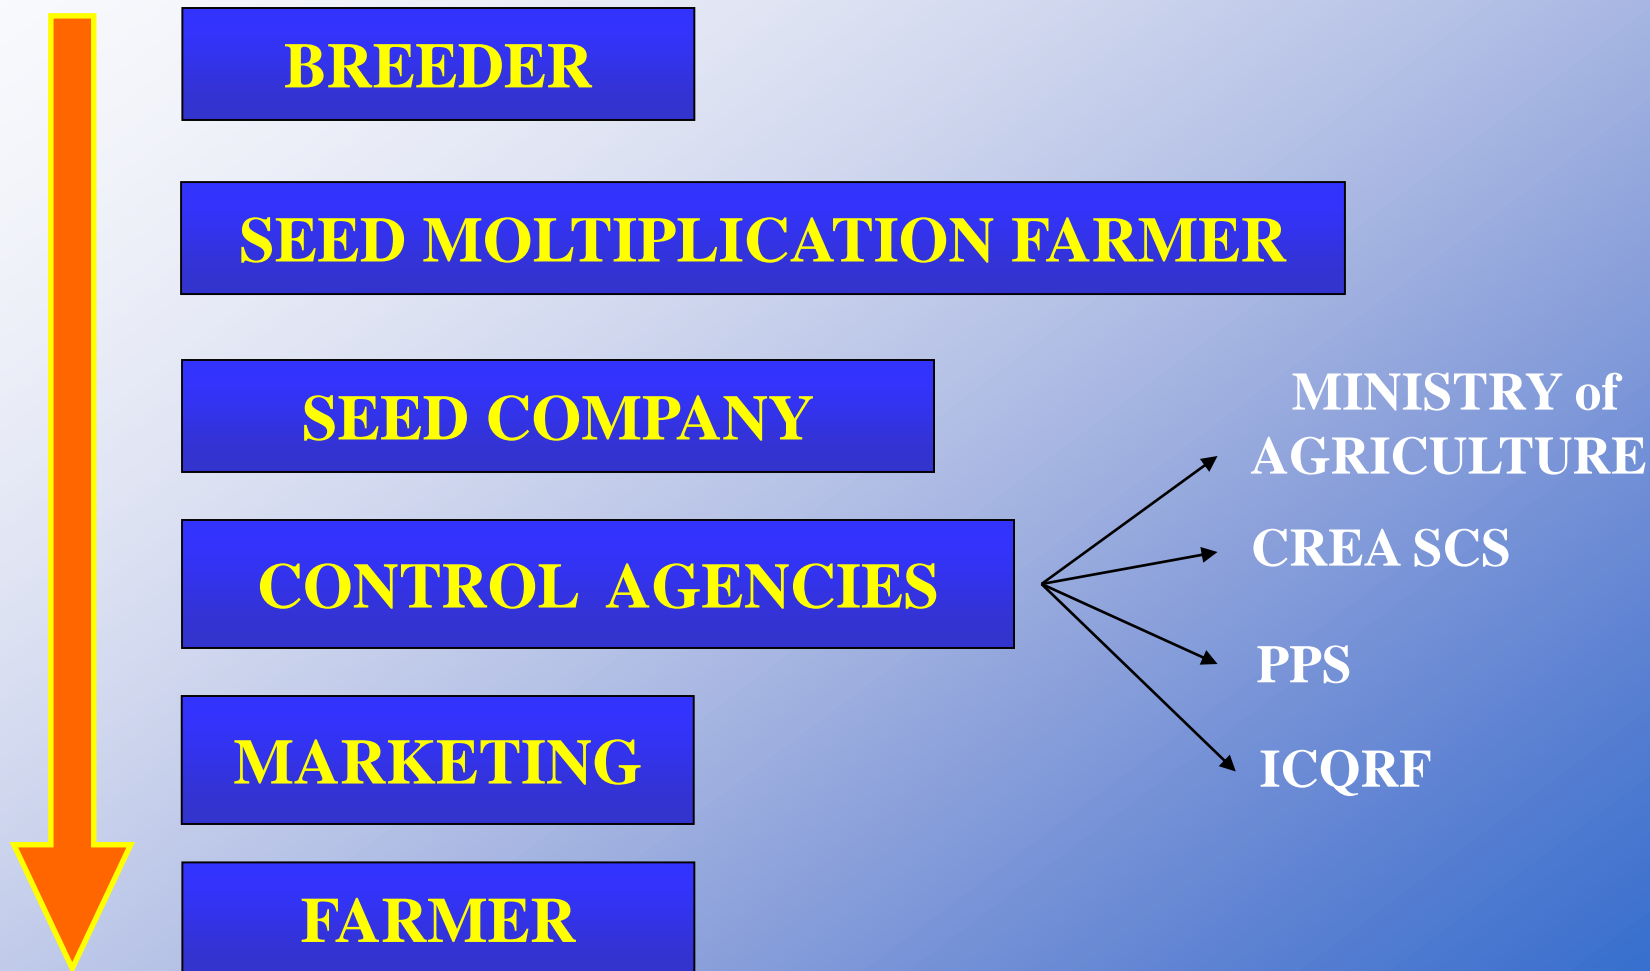 BREEDER
SEED MOLTIPLICATION FARMER
SEED COMPANY
MINISTRY of
AGRICULTURE
CONTROL AGENCIES
CREA SCS
PPS
ICQRF
MARKETING
FARMER